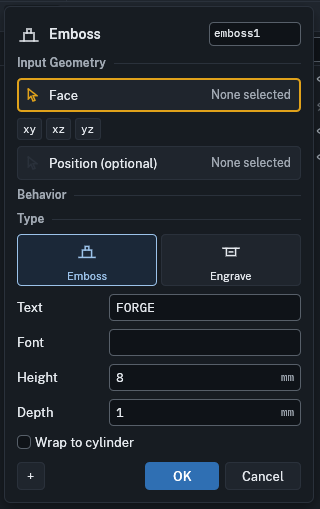 Emboss emboss1
Input Geometry
Face None selected
xy xz yz
Position (optional) None selected
Behavior
Type
Emboss Engrave
Text FORGE
Font
Height 8 mm
Depth 1 mm
Wrap to cylinder
+ OK Cancel